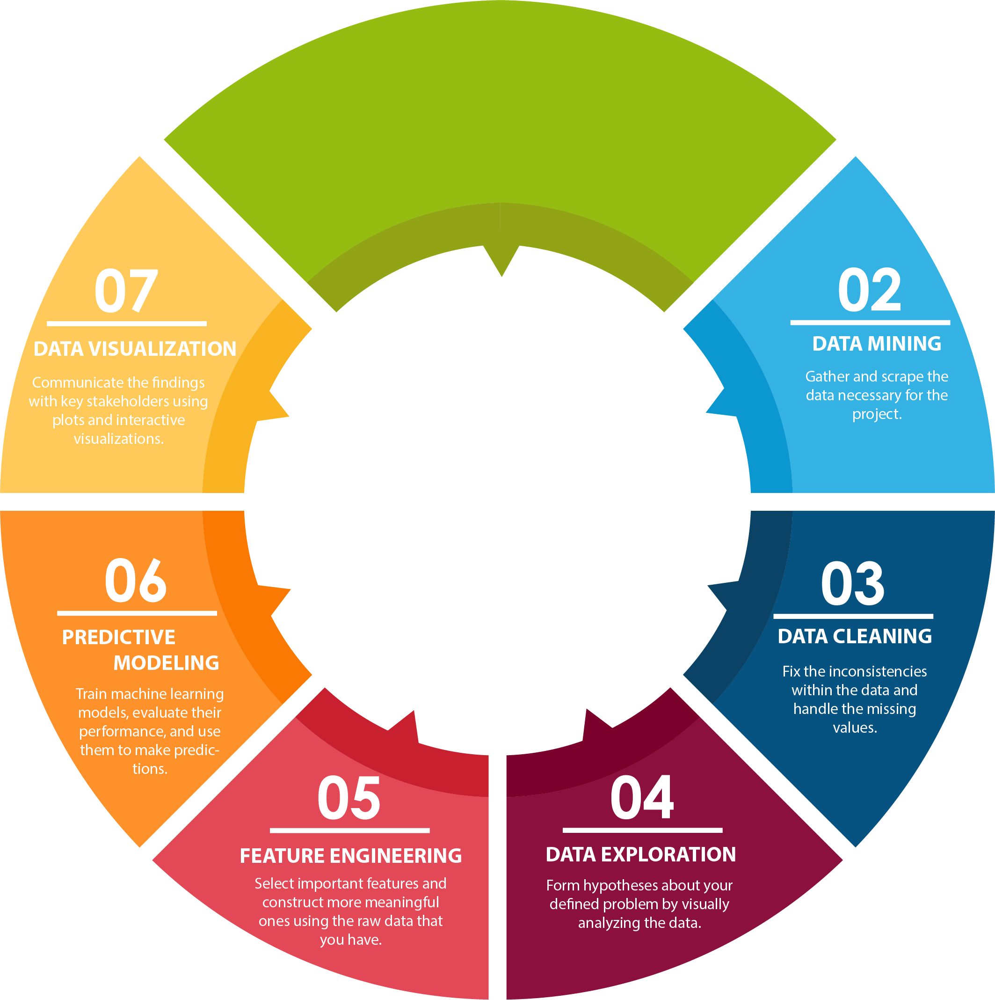 02
DATA MINING
Gather and scrape the
data necessary for the
project.
03
DATA CLEANING
Fix the inconsistencies
within the data and
handle the missing
values.
04
DATA EXPLORATION
Form hypotheses about your
defined problem by visually
analyzing the data.
05
FEATURE ENGINEERING
Select important features and
construct more meaningful
ones using the raw data that
you have.
06
PREDICTIVE
MODELING
Train machine learning
models, evaluate their
performance, and use
them to make predic-
tions.
07
DATA VISUALIZATION
Communicate the findings
with key stakeholders using
plots and interactive
visualizations.